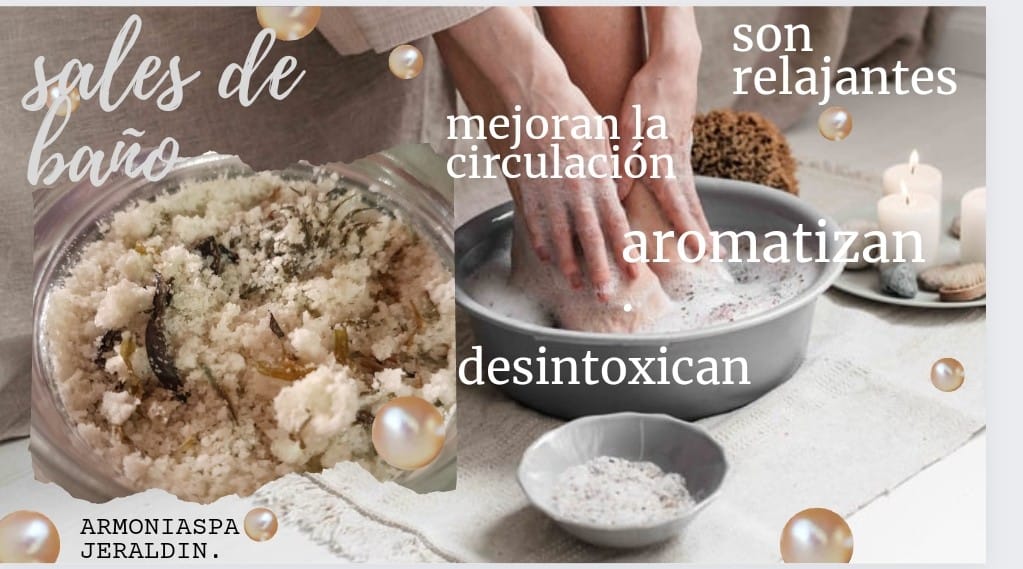 sales de
baño
son
relajantes
mejoran la
circulación
aromatizan
.
desintoxican
ARMONIASPA
JERALDIN.